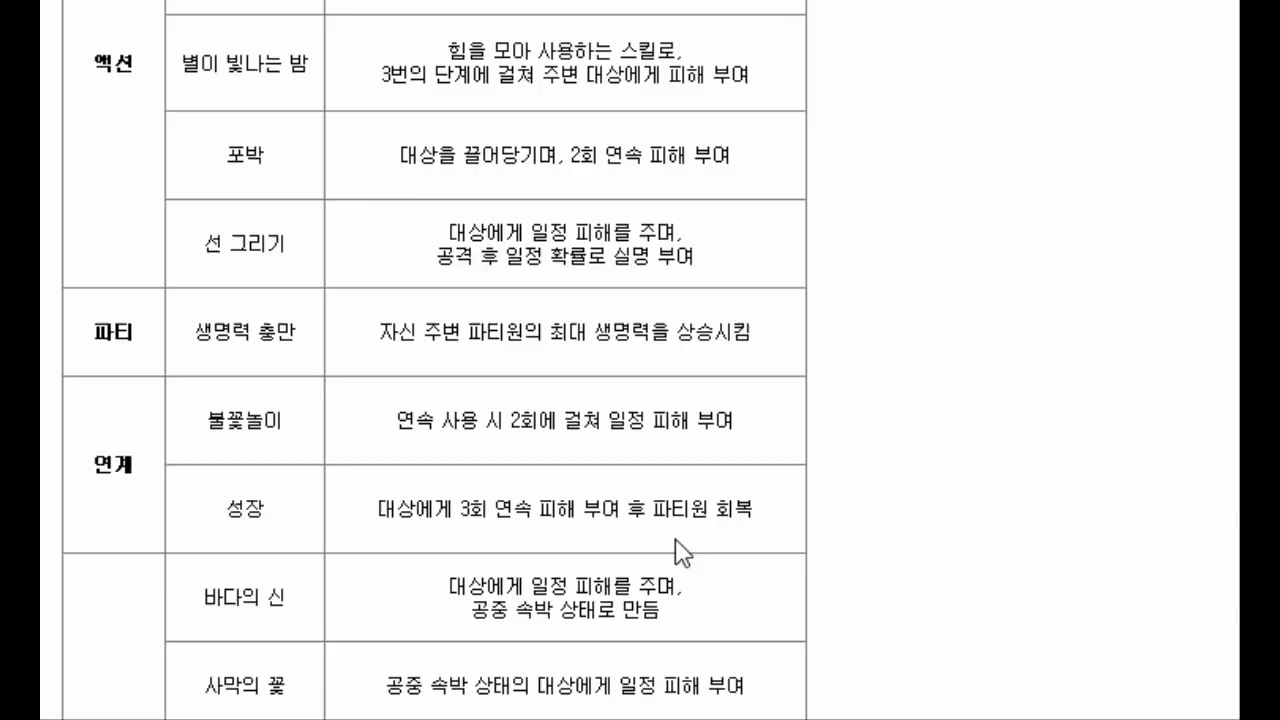 액션
별이 빛나는 밤
힘을 모아 사용하는 스킬로,
3번의 단계에 걸쳐 주변 대상에게 피해 부여
포박
대상을 끌어당기며, 2회 연속 피해 부여
선 그리기
대상에게 일정 피해를 주며,
공격 후 일정 확률로 실명 부여
파티
생명력 충만
자신 주변 파티원의 최대 생명력을 상승시킴
연계
불꽃놀이
연속 사용 시 2회에 걸쳐 일정 피해 부여
성장
대상에게 3회 연속 피해 부여 후 파티원 회복
바다의 신
대상에게 일정 피해를 주며,
공중 속박 상태로 만듬
사막의 꽃
공중 속박 상태의 대상에게 일정 피해 부여